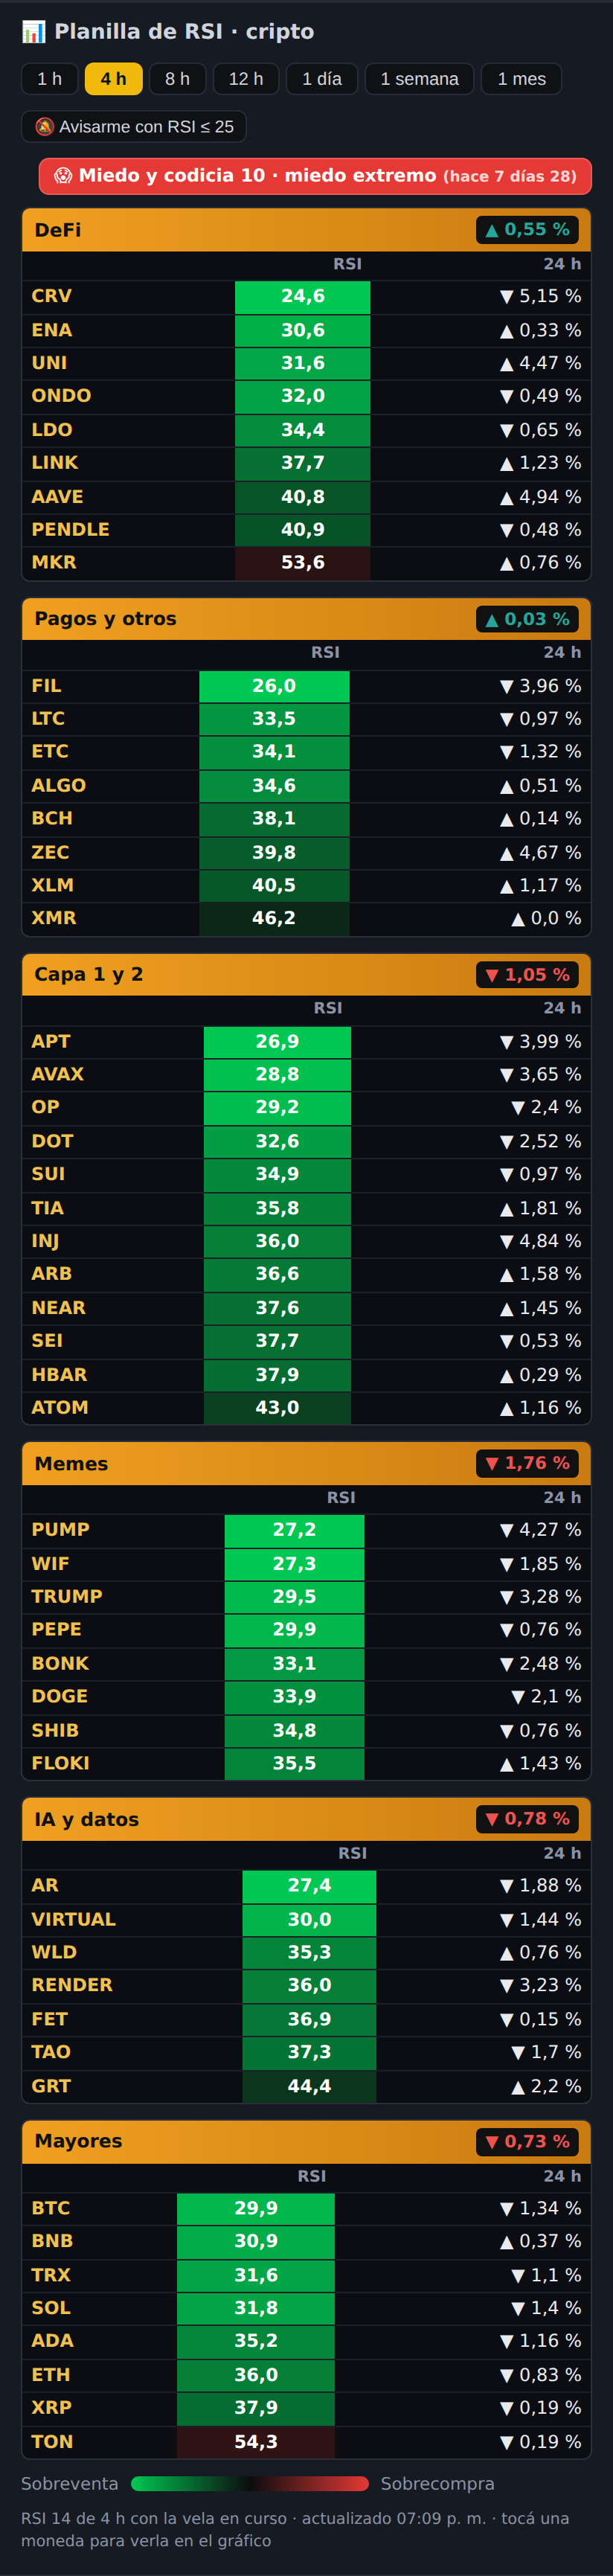 📊 Planilla de RSI · cripto
1 h 4 h 8 h 12 h 1 día 1 semana 1 mes
🔕 Avisarme con RSI ≤ 25
😱 Miedo y codicia 10 · miedo extremo (hace 7 días 28)
DeFi ▲ 0,55 %
RSI 24 h
CRV 24,6 ▼ 5,15 %
ENA 30,6 ▲ 0,33 %
UNI 31,6 ▲ 4,47 %
ONDO 32,0 ▼ 0,49 %
LDO 34,4 ▼ 0,65 %
LINK 37,7 ▲ 1,23 %
AAVE 40,8 ▲ 4,94 %
PENDLE 40,9 ▼ 0,48 %
MKR 53,6 ▲ 0,76 %
Pagos y otros ▲ 0,03 %
RSI 24 h
FIL 26,0 ▼ 3,96 %
LTC 33,5 ▼ 0,97 %
ETC 34,1 ▼ 1,32 %
ALGO 34,6 ▲ 0,51 %
BCH 38,1 ▲ 0,14 %
ZEC 39,8 ▲ 4,67 %
XLM 40,5 ▲ 1,17 %
XMR 46,2 ▲ 0,0 %
Capa 1 y 2 ▼ 1,05 %
RSI 24 h
APT 26,9 ▼ 3,99 %
AVAX 28,8 ▼ 3,65 %
OP 29,2 ▼ 2,4 %
DOT 32,6 ▼ 2,52 %
SUI 34,9 ▼ 0,97 %
TIA 35,8 ▲ 1,81 %
INJ 36,0 ▼ 4,84 %
ARB 36,6 ▲ 1,58 %
NEAR 37,6 ▲ 1,45 %
SEI 37,7 ▼ 0,53 %
HBAR 37,9 ▲ 0,29 %
ATOM 43,0 ▲ 1,16 %
Memes ▼ 1,76 %
RSI 24 h
PUMP 27,2 ▼ 4,27 %
WIF 27,3 ▼ 1,85 %
TRUMP 29,5 ▼ 3,28 %
PEPE 29,9 ▼ 0,76 %
BONK 33,1 ▼ 2,48 %
DOGE 33,9 ▼ 2,1 %
SHIB 34,8 ▼ 0,76 %
FLOKI 35,5 ▲ 1,43 %
IA y datos ▼ 0,78 %
RSI 24 h
AR 27,4 ▼ 1,88 %
VIRTUAL 30,0 ▼ 1,44 %
WLD 35,3 ▲ 0,76 %
RENDER 36,0 ▼ 3,23 %
FET 36,9 ▼ 0,15 %
TAO 37,3 ▼ 1,7 %
GRT 44,4 ▲ 2,2 %
Mayores ▼ 0,73 %
RSI 24 h
BTC 29,9 ▼ 1,34 %
BNB 30,9 ▲ 0,37 %
TRX 31,6 ▼ 1,1 %
SOL 31,8 ▼ 1,4 %
ADA 35,2 ▼ 1,16 %
ETH 36,0 ▼ 0,83 %
XRP 37,9 ▼ 0,19 %
TON 54,3 ▼ 0,19 %
Sobreventa Sobrecompra
RSI 14 de 4 h con la vela en curso · actualizado 07:09 p. m. · tocá una
moneda para verla en el gráfico